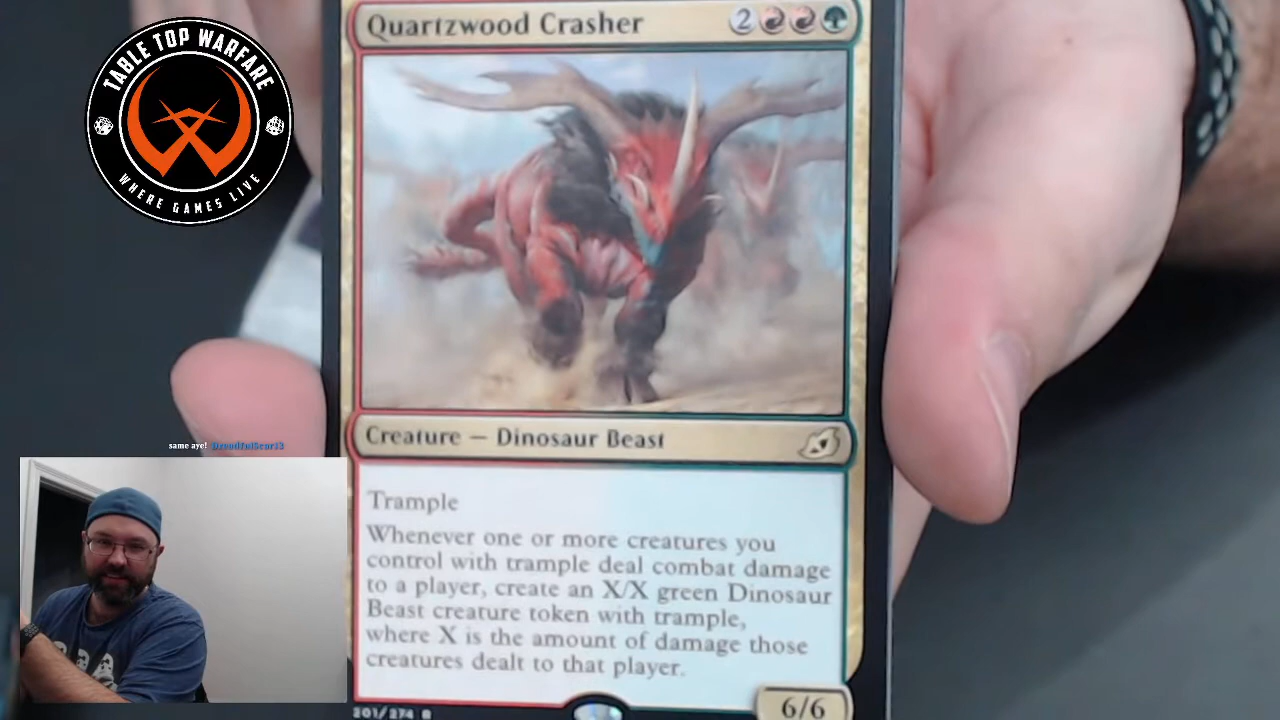 TABLE TOP WARFARE
WHERE GAMES LIVE
Quartzwood Crasher 2
Creature — Dinosaur Beast
same aye!
Trample
Whenever one or more creatures you
control with trample deal combat damage
to a player, create an X/X green Dinosaur
Beast creature token with trample,
where X is the amount of damage those
creatures dealt to that player.
6/6
201/274 R